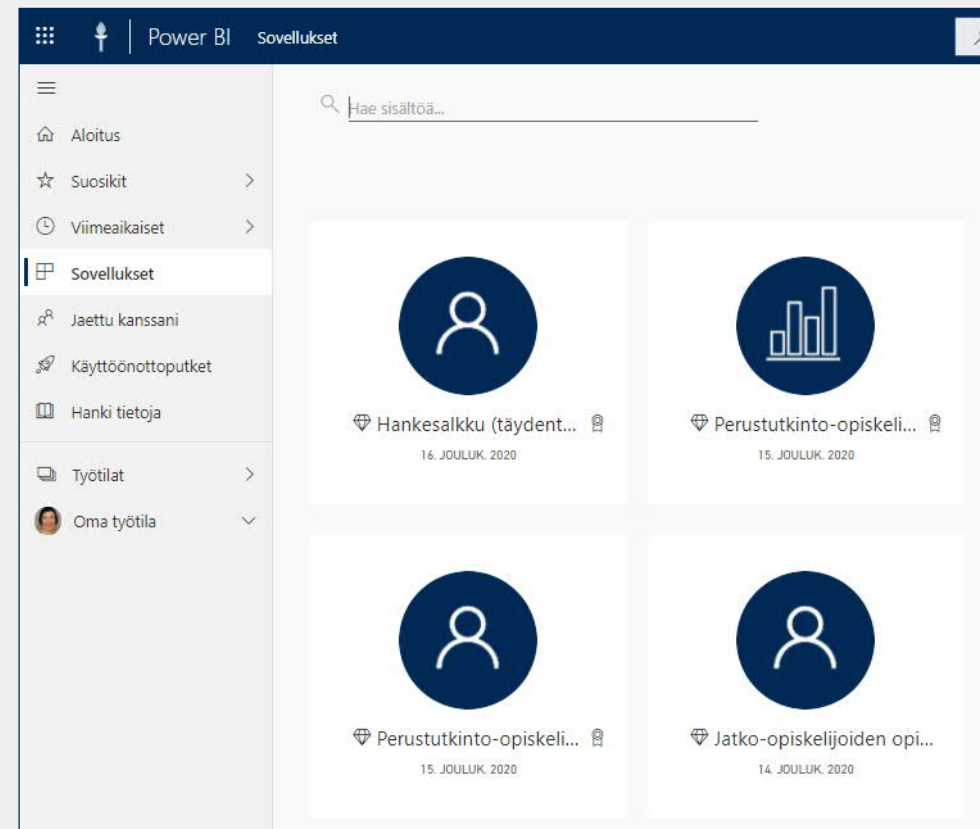 Power BI Sovellukset
Hae sisältöä...
Aloitus
Suosikit
Viimeaikaiset
Sovellukset
Jaettu kanssani
Käyttöönottoputket
Hanki tietoja
Työtilat
Oma työtila
Hankesalkku (täydent...
16. JOULUK. 2020
Perustutkinto-opiskeli...
15. JOULUK. 2020
Perustutkinto-opiskeli...
15. JOULUK. 2020
Jatko-opiskelijoiden opi...
14. JOULUK. 2020